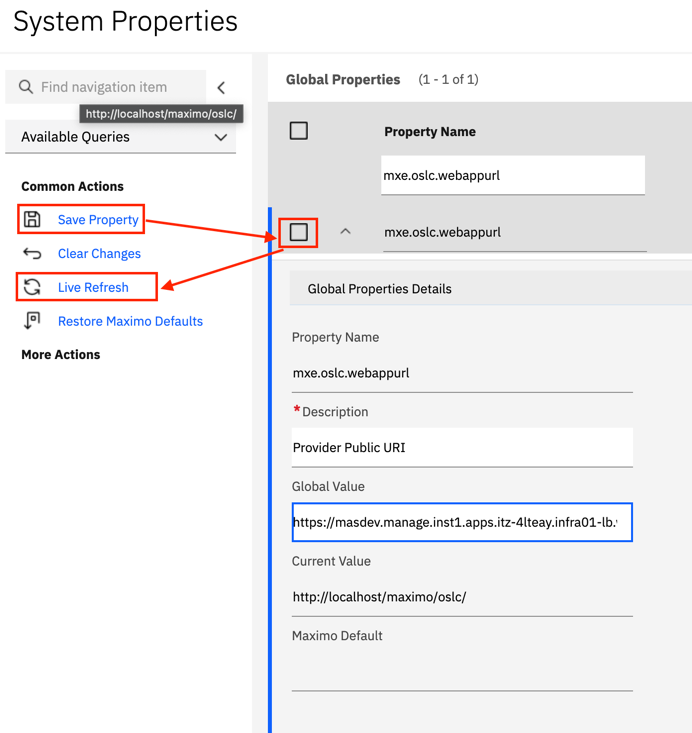 System Properties
Find navigation item
http://localhost/maximo/oslc/
Available Queries
Common Actions
Save Property
Clear Changes
Live Refresh
Restore Maximo Defaults
More Actions
Global Properties (1 - 1 of 1)
Property Name
mxe.oslc.webappurl
mxe.oslc.webappurl
Global Properties Details
Property Name
mxe.oslc.webappurl
*Description
Provider Public URI
Global Value
https://masdev.manage.inst1.apps.itz-4lteay.infra01-lb.
Current Value
http://localhost/maximo/oslc/
Maximo Default